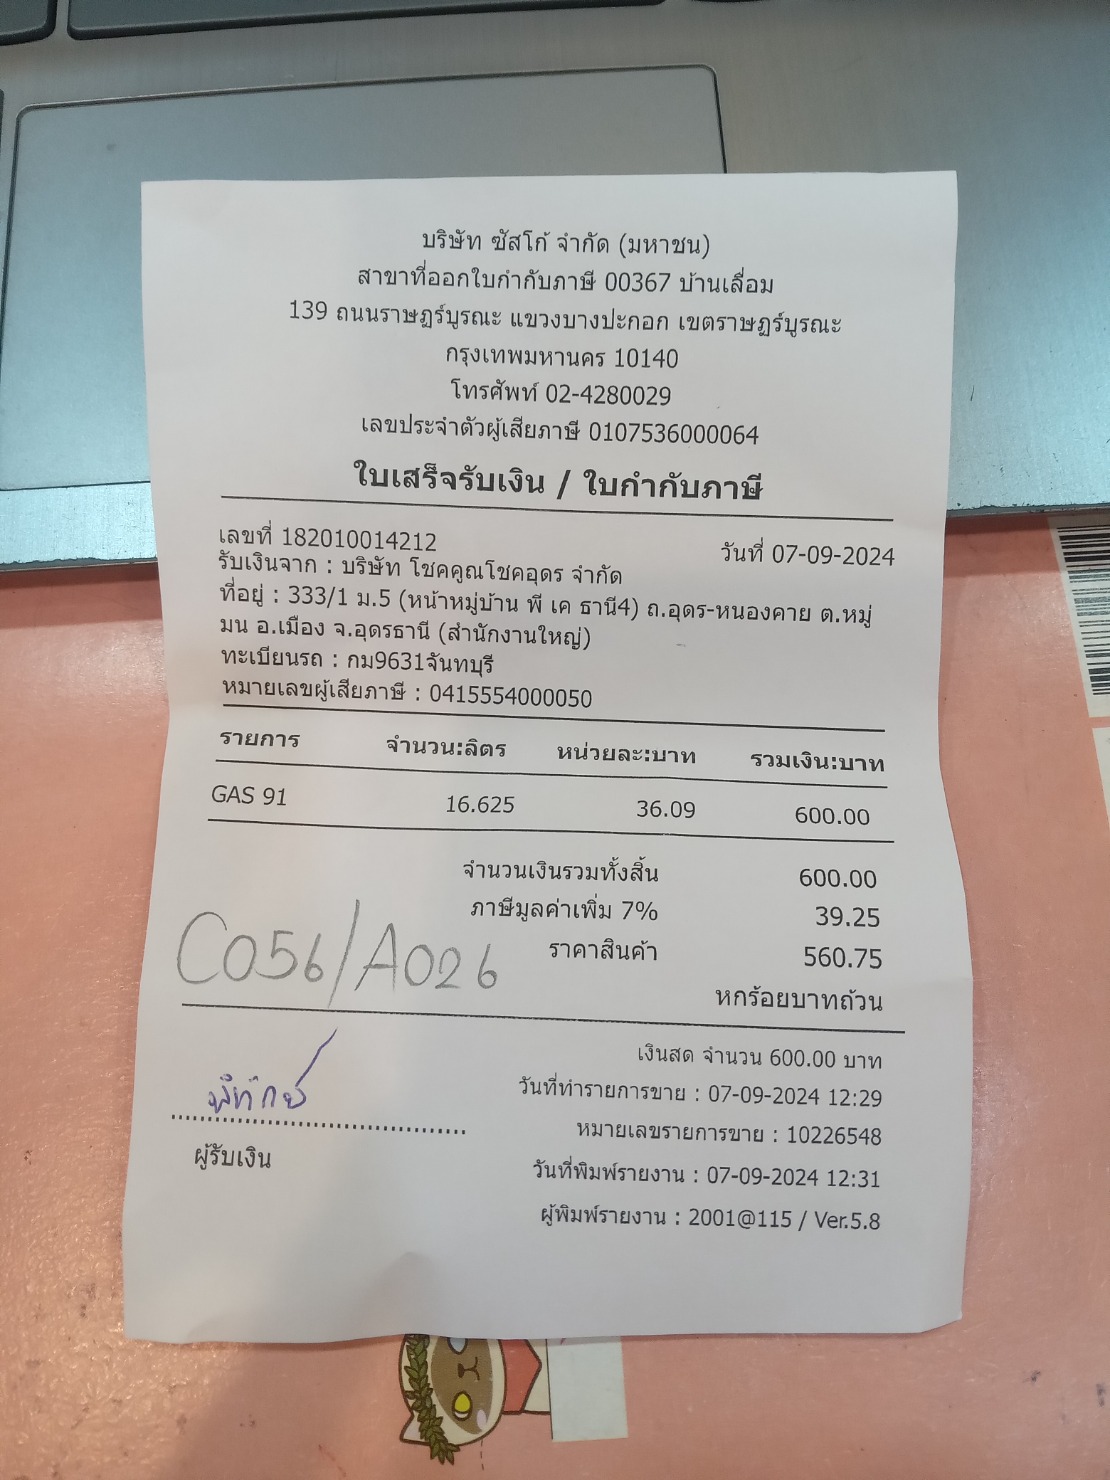 บริษัท ซัสโก้ จำกัด (มหาชน)
สาขาที่ออกใบกำกับภาษี 00367 บ้านเลื่อม
139 ถนนราษฎร์บูรณะ แขวงบางปะกอก เขตราษฎร์บูรณะ
กรุงเทพมหานคร 10140
โทรศัพท์ 02-4280029
เลขประจำตัวผู้เสียภาษี 0107536000064
ใบเสร็จรับเงิน / ใบกำกับภาษี
เลขที่ 182010014212 วันที่ 07-09-2024
รับเงินจาก : บริษัท โชคคูณโชคอุดร จำกัด
ที่อยู่ : 333/1 ม.5 (หน้าหมู่บ้าน พี เค ธานี4) ถ.อุดร-หนองคาย ต.หมู่
มน อ.เมือง จ.อุดรธานี (สำนักงานใหญ่)
ทะเบียนรถ : กม9631จันทบุรี
หมายเลขผู้เสียภาษี : 0415554000050
รายการ จำนวน:ลิตร หน่วยละ:บาท รวมเงิน:บาท
GAS 91 16.625 36.09 600.00
จำนวนเงินรวมทั้งสิ้น 600.00
ภาษีมูลค่าเพิ่ม 7% 39.25
C056/A026 ราคาสินค้า 560.75
หกร้อยบาทถ้วน
เงินสด จำนวน 600.00 บาท
วันที่ทำรายการขาย : 07-09-2024 12:29
พิทักษ์
หมายเลขรายการขาย : 10226548
ผู้รับเงิน
วันที่พิมพ์รายงาน : 07-09-2024 12:31
ผู้พิมพ์รายงาน : 2001@115 / Ver.5.8